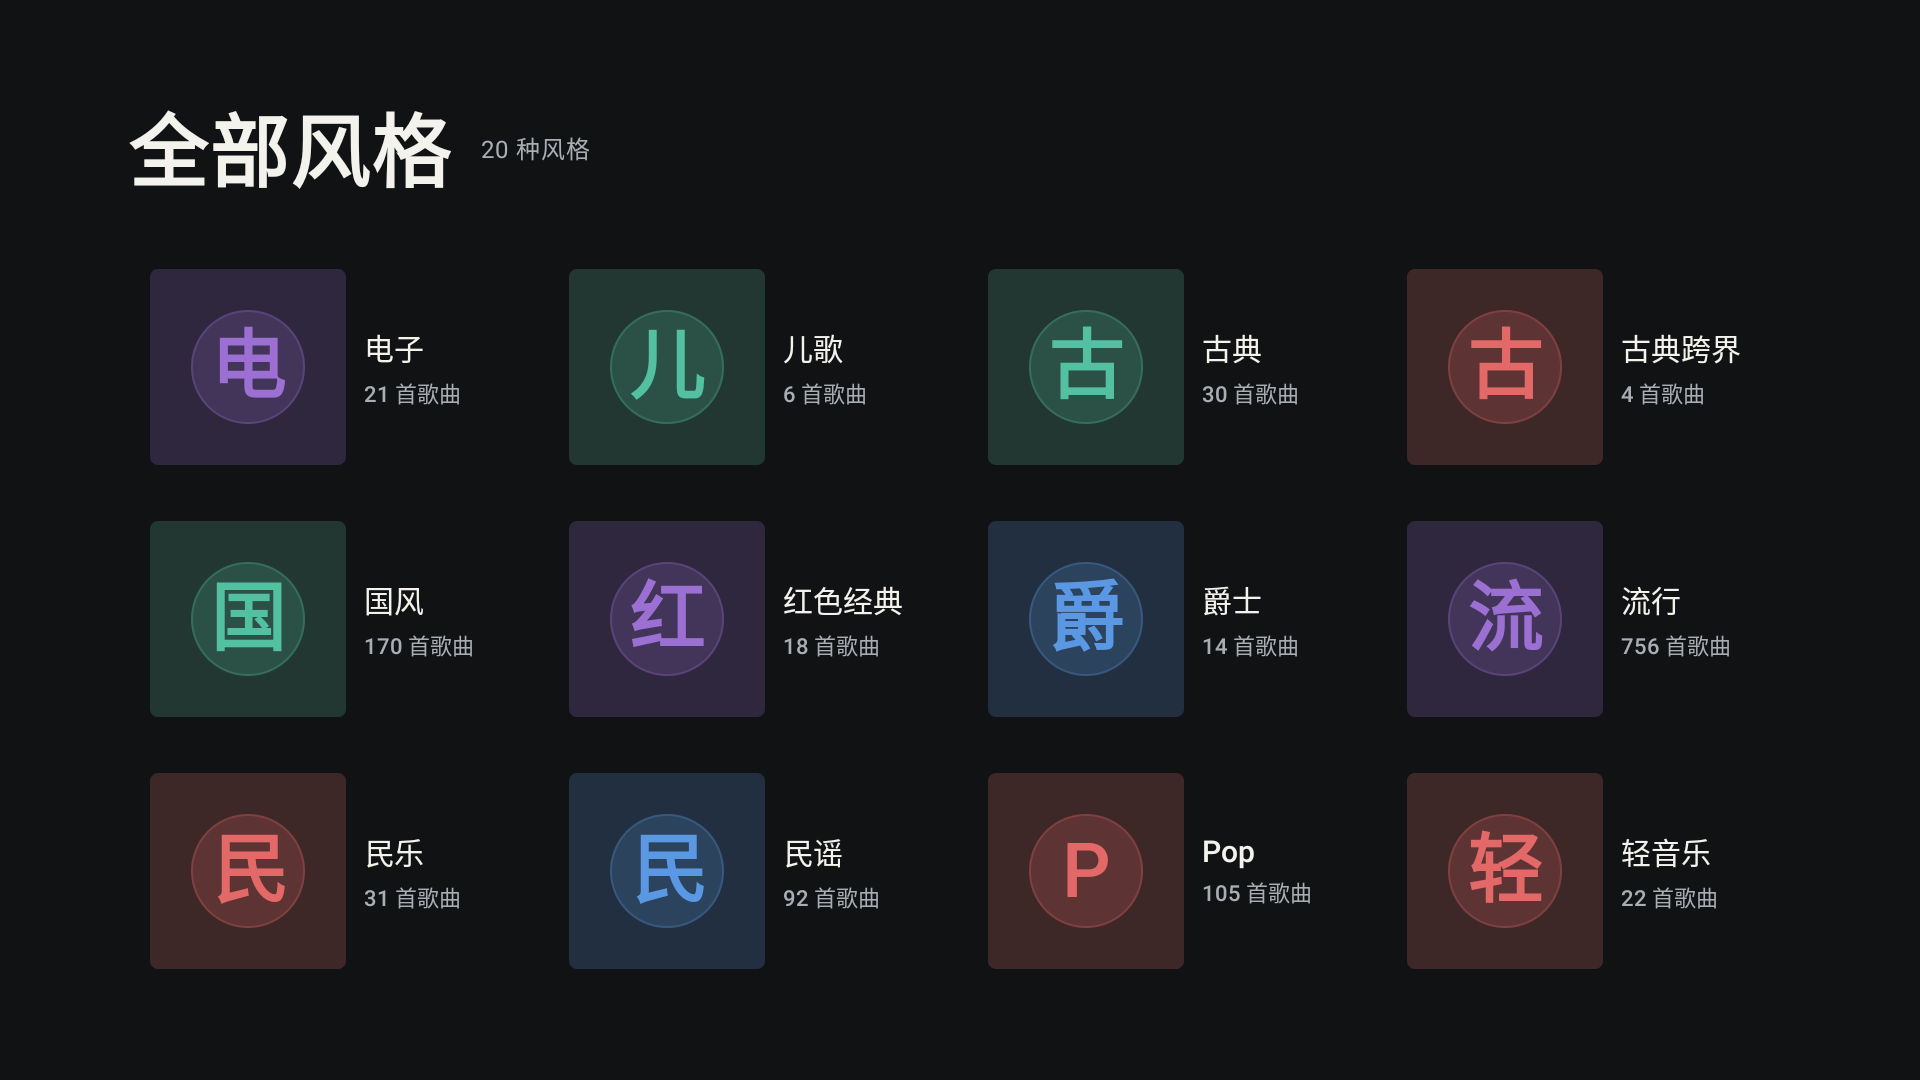 全部风格
20 种风格
电
电子
21 首歌曲
儿
儿歌
6 首歌曲
古
古典
30 首歌曲
古
古典跨界
4 首歌曲
国
国风
170 首歌曲
红
红色经典
18 首歌曲
爵
爵士
14 首歌曲
流
流行
756 首歌曲
民
民乐
31 首歌曲
民
民谣
92 首歌曲
P
Pop
105 首歌曲
轻
轻音乐
22 首歌曲